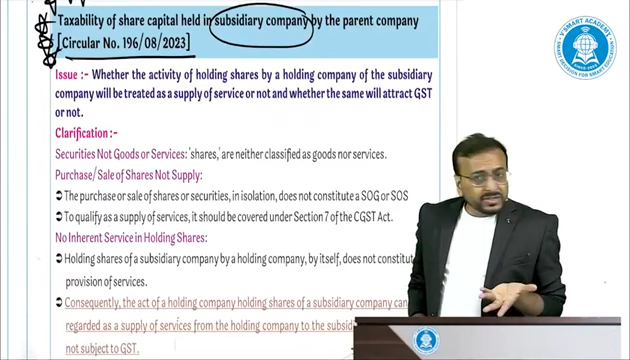 Taxability of share capital held in subsidiary company by the parent company
[Circular No. 196/08/2023]
Issue :- Whether the activity of holding shares by a holding company of the subsidiary
company will be treated as a supply of service or not and whether the same will attract GST
or not.
Clarification :-
Securities Not Goods or Services: 'shares,' are neither classified as goods nor services.
Purchase/Sale of Shares Not Supply:
➲ The purchase or sale of shares or securities, in isolation, does not constitute a SOG or SOS
➲ To qualify as a supply of services, it should be covered under Section 7 of the CGST Act.
No Inherent Service in Holding Shares:
➲ Holding shares of a subsidiary company by a holding company, by itself, does not constitut
provision of services.
➲ Consequently, the act of a holding company holding shares of a subsidiary company can
regarded as a supply of services from the holding company to the subsid
not subject to GST.
V'SMART ACADEMY